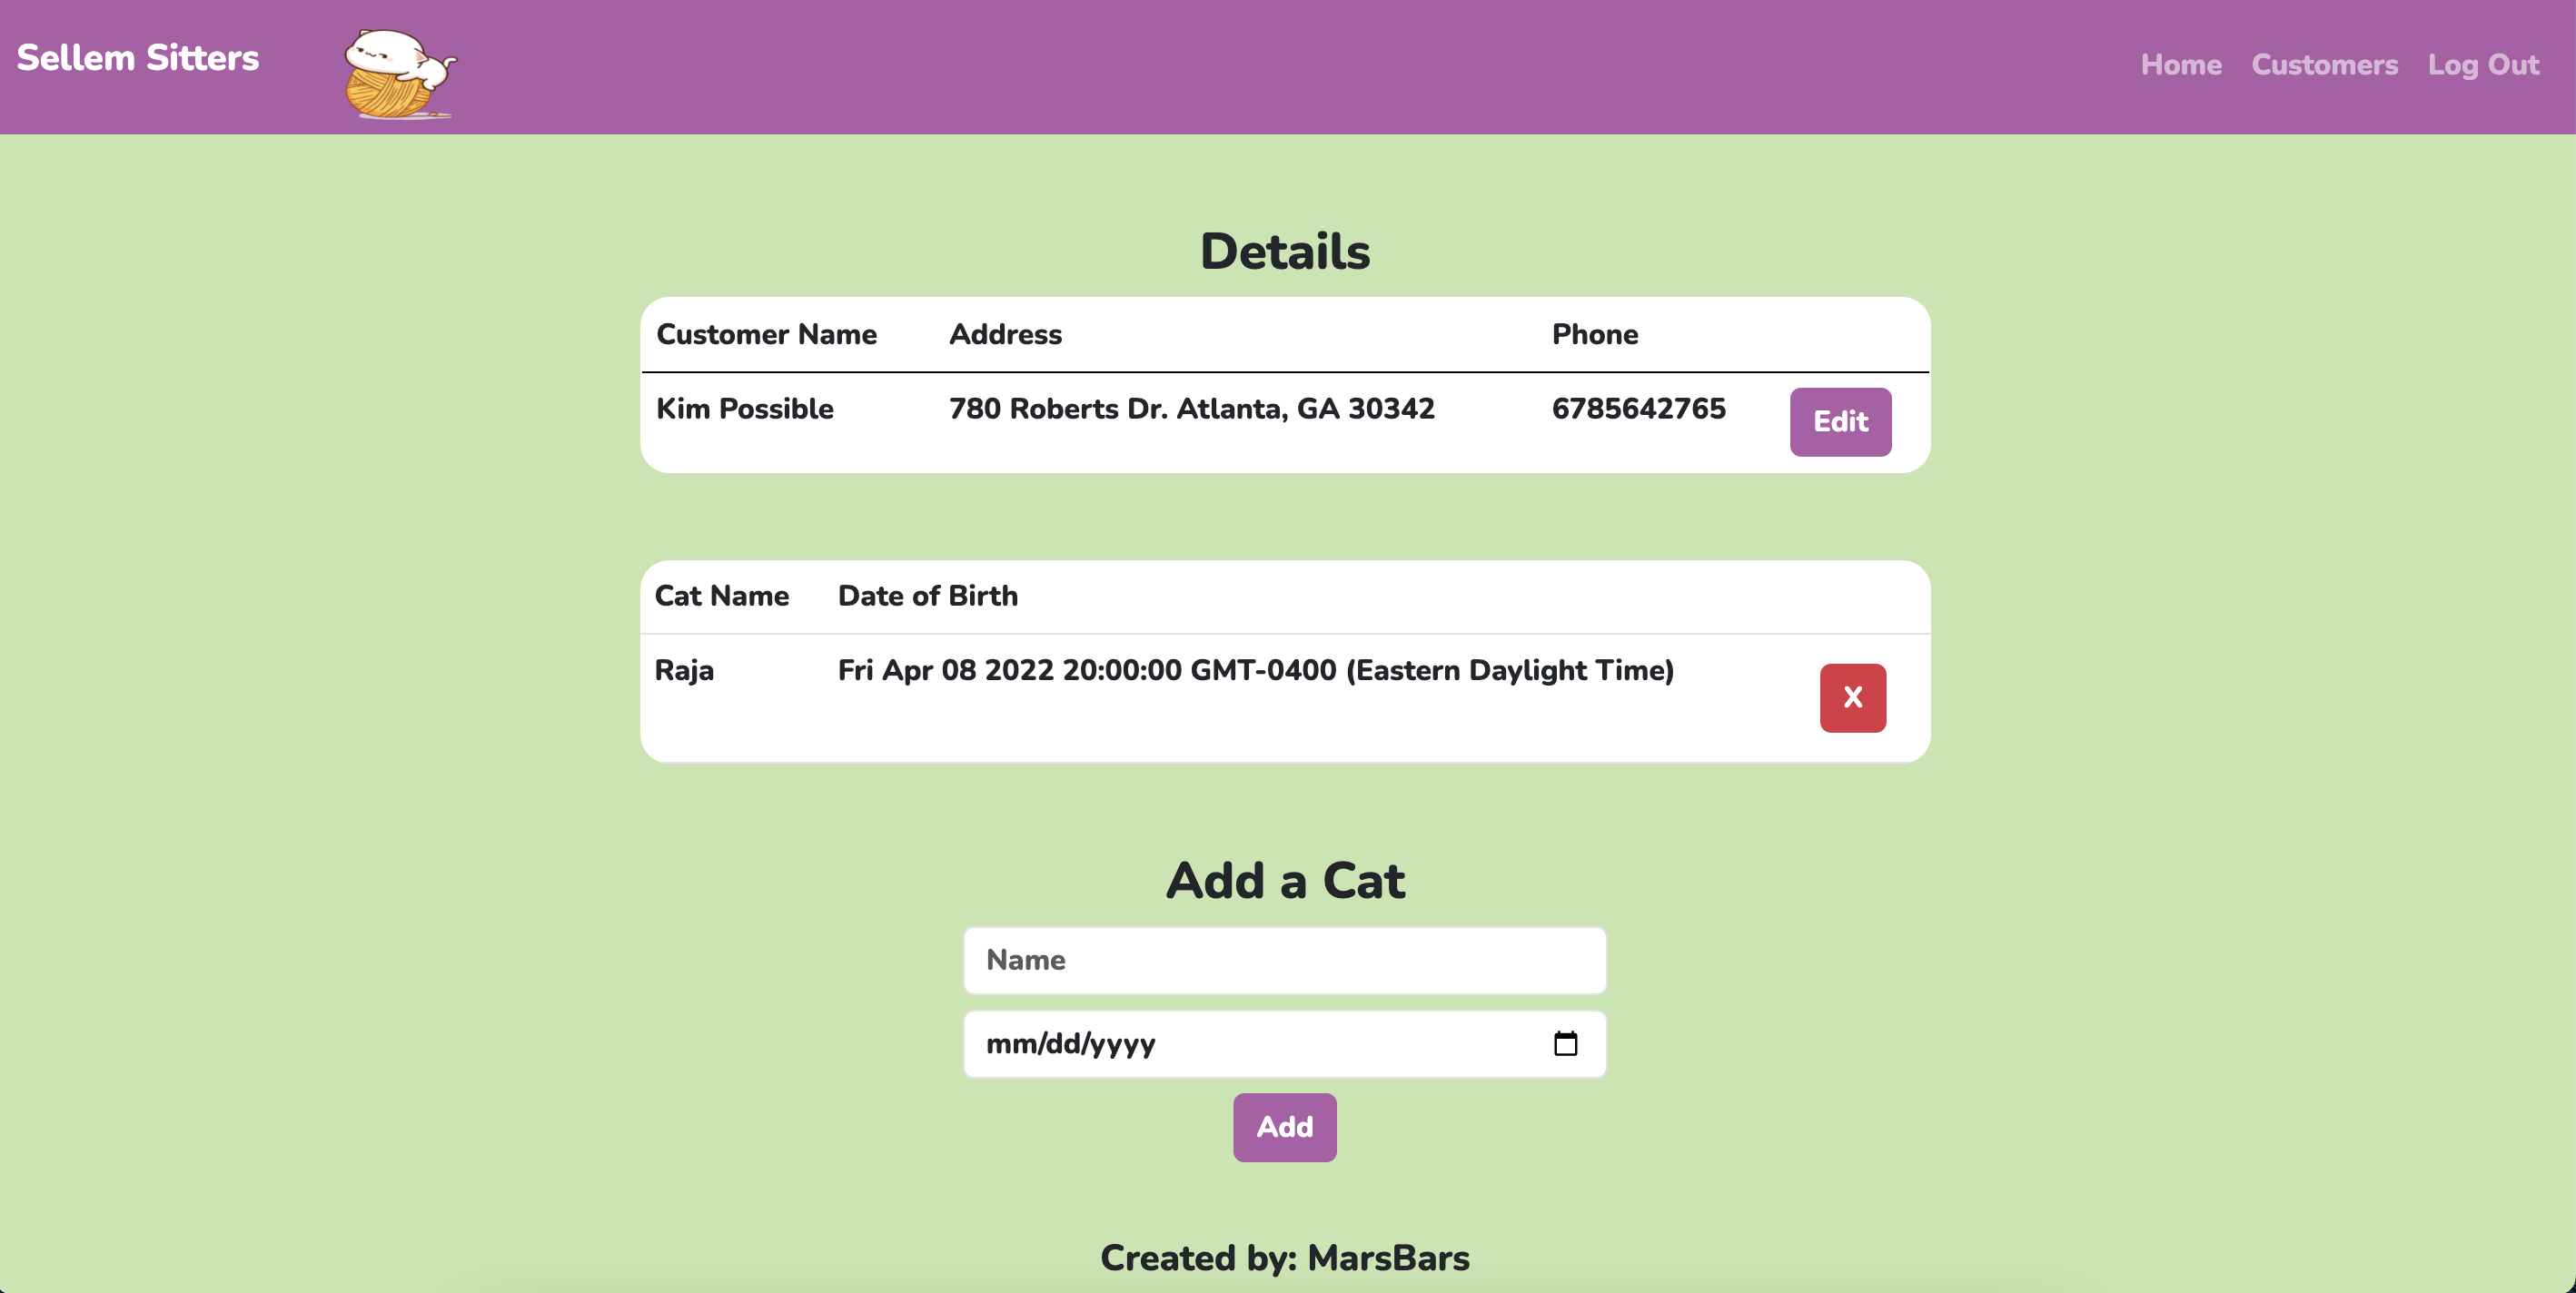 Sellem Sitters
Home Customers Log Out
Details
Customer Name Address Phone
Kim Possible 780 Roberts Dr. Atlanta, GA 30342 6785642765 Edit
Cat Name Date of Birth
Raja Fri Apr 08 2022 20:00:00 GMT-0400 (Eastern Daylight Time) X
Add a Cat
Name
mm/dd/yyyy
Add
Created by: MarsBars